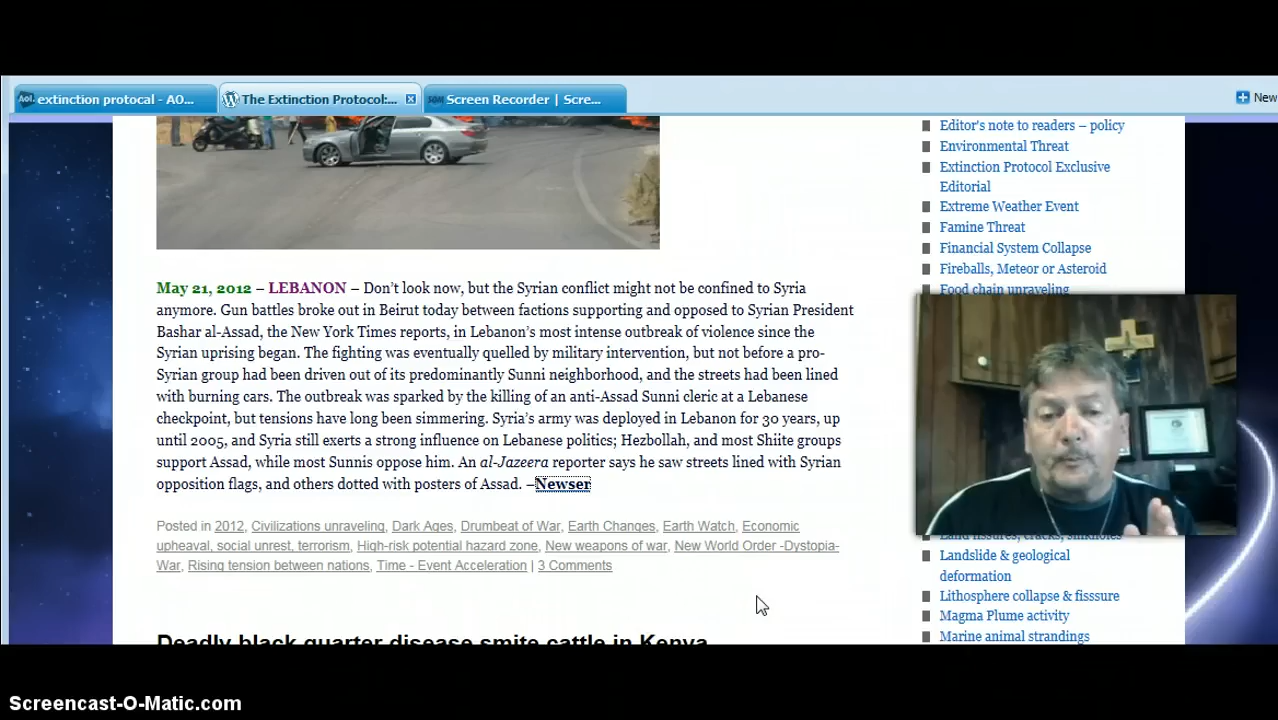 extinction protocal - AO...
The Extinction Protocol:...
Screen Recorder | Scre...
New
Editor's note to readers – policy
Environmental Threat
Extinction Protocol Exclusive
Editorial
Extreme Weather Event
Famine Threat
Financial System Collapse
Fireballs, Meteor or Asteroid
Food chain unraveling
May 21, 2012 – LEBANON – Don't look now, but the Syrian conflict might not be confined to Syria
anymore. Gun battles broke out in Beirut today between factions supporting and opposed to Syrian President
Bashar al-Assad, the New York Times reports, in Lebanon's most intense outbreak of violence since the
Syrian uprising began. The fighting was eventually quelled by military intervention, but not before a pro-
Syrian group had been driven out of its predominantly Sunni neighborhood, and the streets had been lined
with burning cars. The outbreak was sparked by the killing of an anti-Assad Sunni cleric at a Lebanese
checkpoint, but tensions have long been simmering. Syria's army was deployed in Lebanon for 30 years, up
until 2005, and Syria still exerts a strong influence on Lebanese politics; Hezbollah, and most Shiite groups
support Assad, while most Sunnis oppose him. An al-Jazeera reporter says he saw streets lined with Syrian
opposition flags, and others dotted with posters of Assad. –Newser
Posted in 2012, Civilizations unraveling, Dark Ages, Drumbeat of War, Earth Changes, Earth Watch, Economic
upheaval, social unrest, terrorism, High-risk potential hazard zone, New weapons of war, New World Order -Dystopia-
War, Rising tension between nations, Time - Event Acceleration | 3 Comments
Land fissures, cracks, sinkholes
Landslide & geological
deformation
Lithosphere collapse & fisssure
Magma Plume activity
Marine animal strandings
Deadly black quarter disease smite cattle in Kenya
Screencast-O-Matic.com